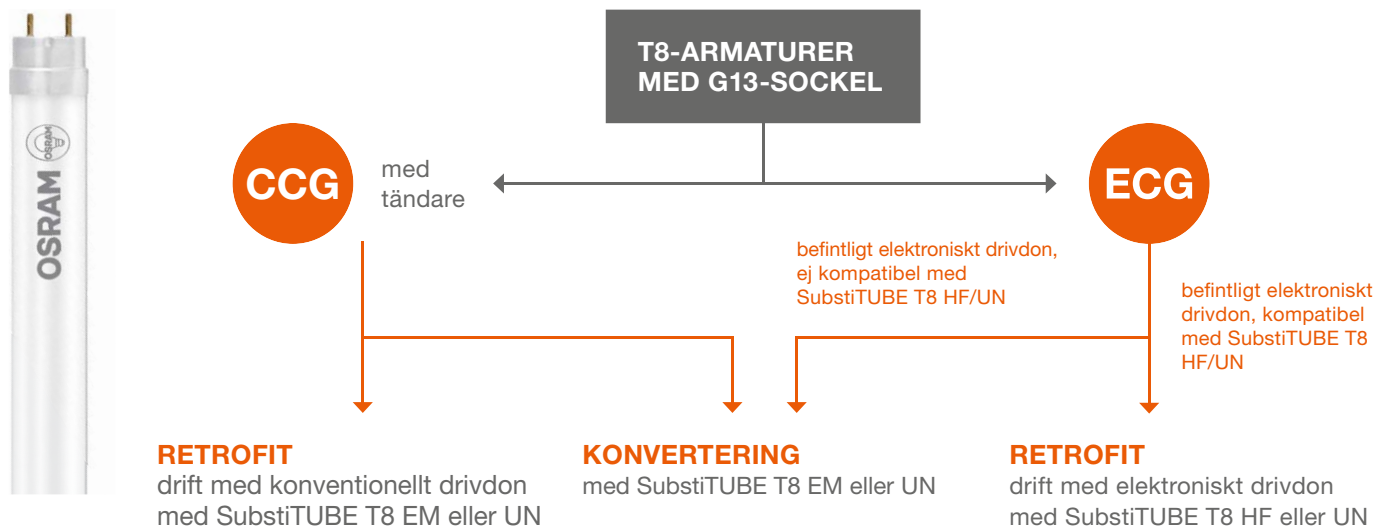 OSRAM
OSRAM
T8-ARMATURER
MED G13-SOCKEL
CCG
med
tändare
ECG
befintligt elektroniskt drivdon,
ej kompatibel med
SubstiTUBE T8 HF/UN
befintligt elektroniskt
drivdon, kompatibel
med SubstiTUBE T8
HF/UN
RETROFIT
drift med konventionellt drivdon
med SubstiTUBE T8 EM eller UN
KONVERTERING
med SubstiTUBE T8 EM eller UN
RETROFIT
drift med elektroniskt drivdon
med SubstiTUBE T8 HF eller UN